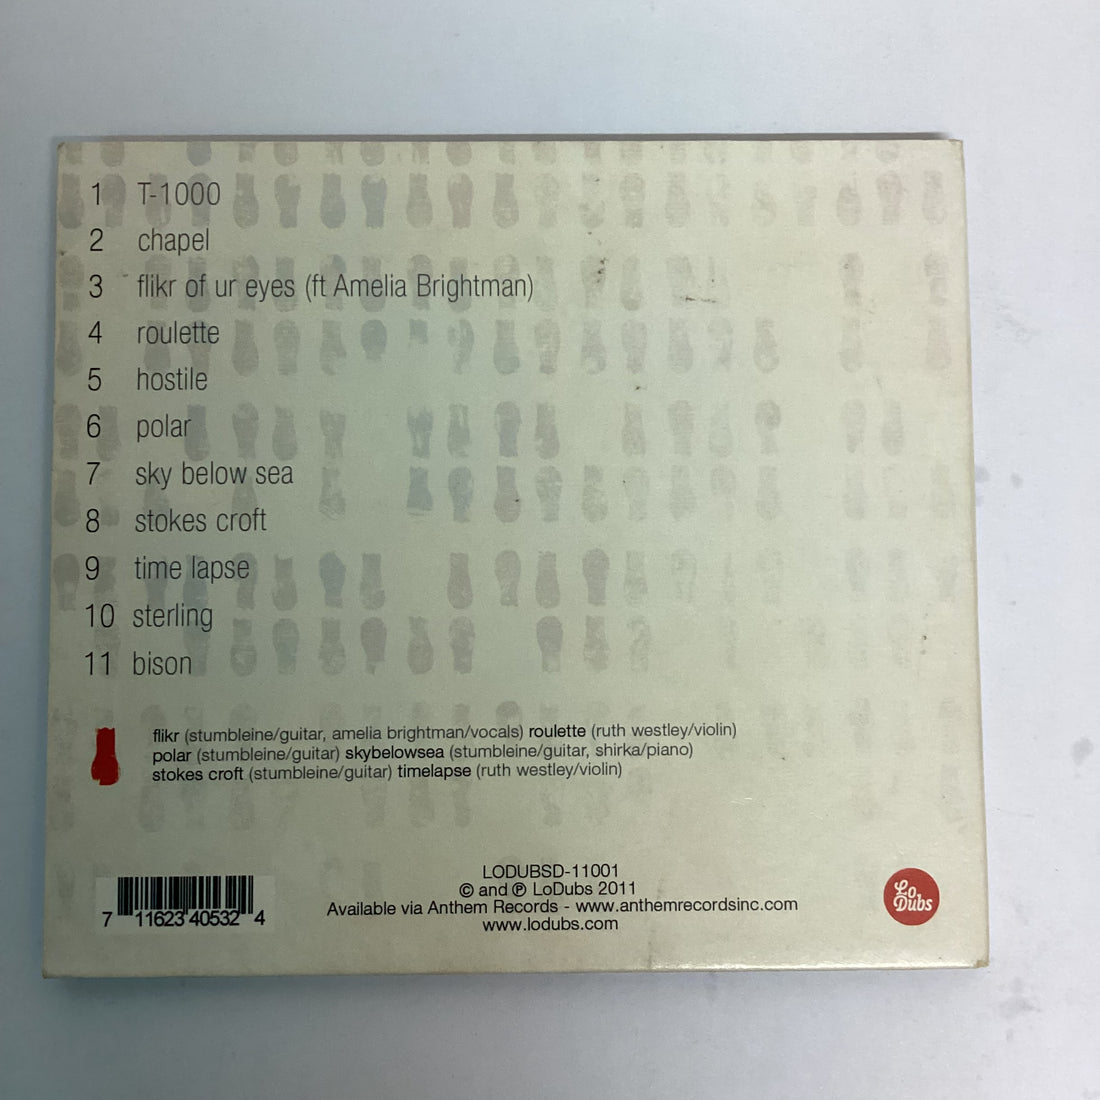 1 T-1000
2 chapel
3 flikr of ur eyes (ft Amelia Brightman)
4 roulette
5 hostile
6 polar
7 sky below sea
8 stokes croft
9 time lapse
10 sterling
11 bison
flikr (stumbleine/guitar, amelia brightman/vocals) roulette (ruth westley/violin)
polar (stumbleine/guitar) skybelowsea (stumbleine/guitar, shirka/piano)
stokes croft (stumbleine/guitar) timelapse (ruth westley/violin)
7 11623 40532 4
LODUBSD-11001
© and ℗ LoDubs 2011
Available via Anthem Records - www.anthemrecordsinc.com
www.lodubs.com
Lo
Dubs